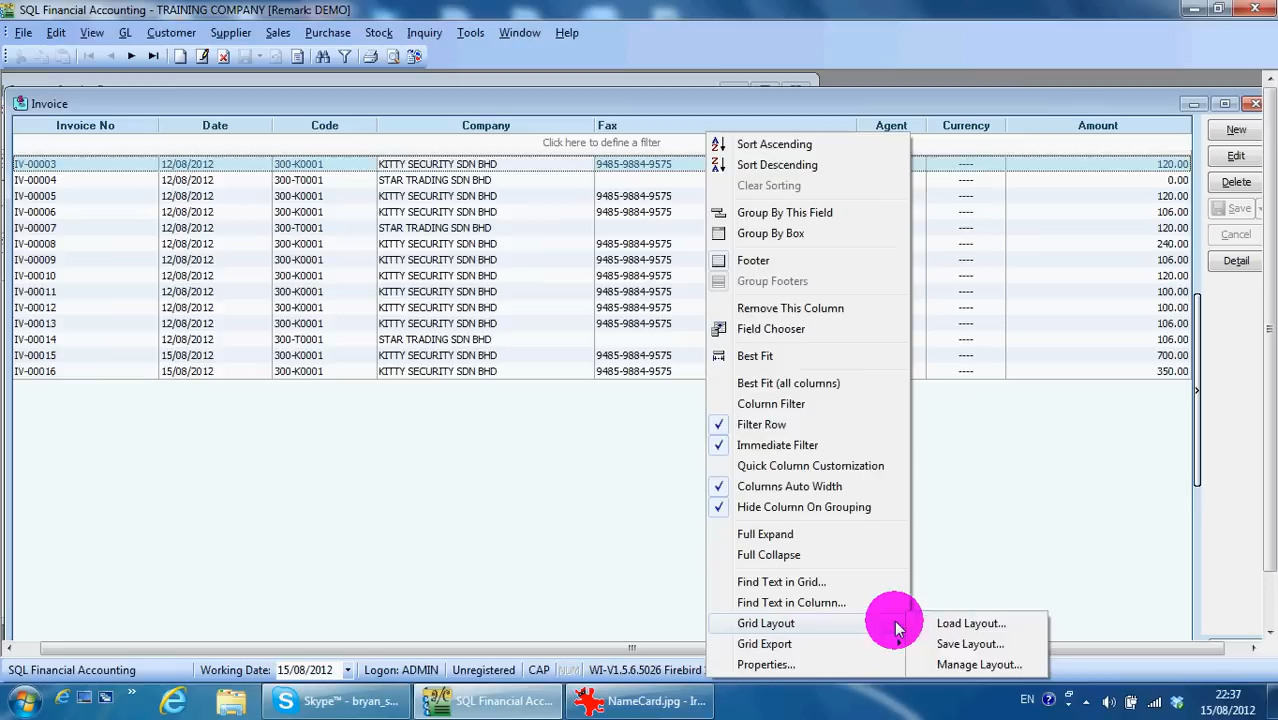 SQL Financial Accounting - TRAINING COMPANY [Remark: DEMO]
File Edit View GL Customer Supplier Sales Purchase Stock Inquiry Tools Window Help
Invoice
Invoice No Date Code Company Fax Agent Currency Amount
Click here to define a filter
IV-00003 12/08/2012 300-K0001 KITTY SECURITY SDN BHD 9485-9884-9575 ---- 120.00
IV-00004 12/08/2012 300-T0001 STAR TRADING SDN BHD ---- 0.00
IV-00005 12/08/2012 300-K0001 KITTY SECURITY SDN BHD 9485-9884-9575 ---- 120.00
IV-00006 12/08/2012 300-K0001 KITTY SECURITY SDN BHD 9485-9884-9575 ---- 106.00
IV-00007 12/08/2012 300-T0001 STAR TRADING SDN BHD ---- 106.00
IV-00008 12/08/2012 300-K0001 KITTY SECURITY SDN BHD 9485-9884-9575 ---- 240.00
IV-00009 12/08/2012 300-K0001 KITTY SECURITY SDN BHD 9485-9884-9575 ---- 106.00
IV-00010 12/08/2012 300-K0001 KITTY SECURITY SDN BHD 9485-9884-9575 ---- 120.00
IV-00011 12/08/2012 300-K0001 KITTY SECURITY SDN BHD 9485-9884-9575 ---- 100.00
IV-00012 12/08/2012 300-K0001 KITTY SECURITY SDN BHD 9485-9884-9575 ---- 100.00
IV-00013 12/08/2012 300-K0001 KITTY SECURITY SDN BHD 9485-9884-9575 ---- 106.00
IV-00014 12/08/2012 300-T0001 STAR TRADING SDN BHD ---- 106.00
IV-00015 15/08/2012 300-K0001 KITTY SECURITY SDN BHD 9485-9884-9575 ---- 700.00
IV-00016 15/08/2012 300-K0001 KITTY SECURITY SDN BHD 9485-9884-9575 ---- 350.00
New
Edit
Delete
Save
Cancel
Detail
Sort Ascending
Sort Descending
Clear Sorting
Group By This Field
Group By Box
Footer
Group Footers
Remove This Column
Field Chooser
Best Fit
Best Fit (all columns)
Column Filter
Filter Row
Immediate Filter
Quick Column Customization
Columns Auto Width
Hide Column On Grouping
Full Expand
Full Collapse
Find Text in Grid...
Find Text in Column...
Grid Layout
Grid Export
Properties...
Load Layout...
Save Layout...
Manage Layout...
SQL Financial Accounting Working Date: 15/08/2012 Logon: ADMIN Unregistered CAP NUM WI-V1.5.6.5026 Firebird
Skype™ - bryan_s... SQL Financial Acc... NameCard.jpg - Ir... EN 22:37
15/08/2012